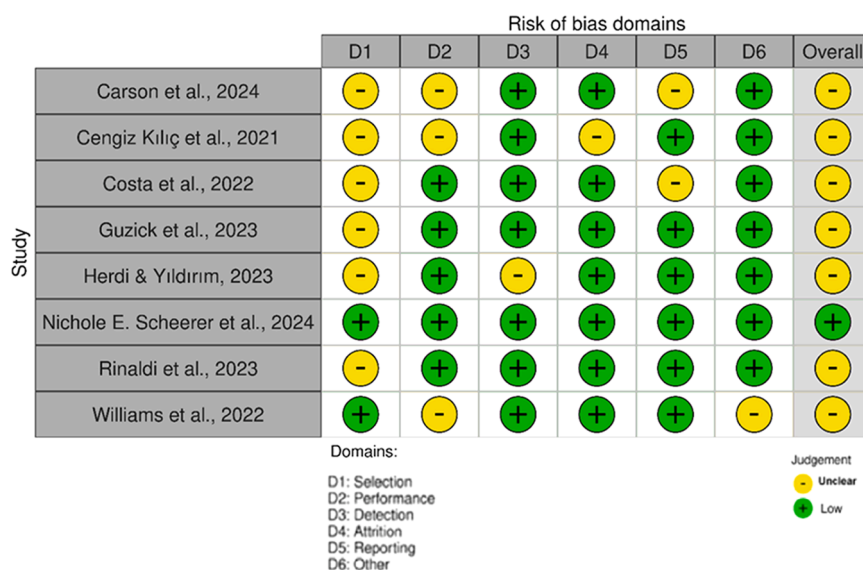 Risk of bias domains
D1 D2 D3 D4 D5 D6 Overall
Study
Carson et al., 2024 - - + + - + -
Cengiz Kılıç et al., 2021 - - + - + + -
Costa et al., 2022 - + + + - + -
Guzick et al., 2023 - + + + + + -
Herdi & Yıldırım, 2023 - + - + + + -
Nichole E. Scheerer et al., 2024 + + + + + + +
Rinaldi et al., 2023 - + + + + + -
Williams et al., 2022 + - + + + - -
Domains:
D1: Selection
D2: Performance
D3: Detection
D4: Attrition
D5: Reporting
D6: Other
Judgement
- Unclear
+ Low